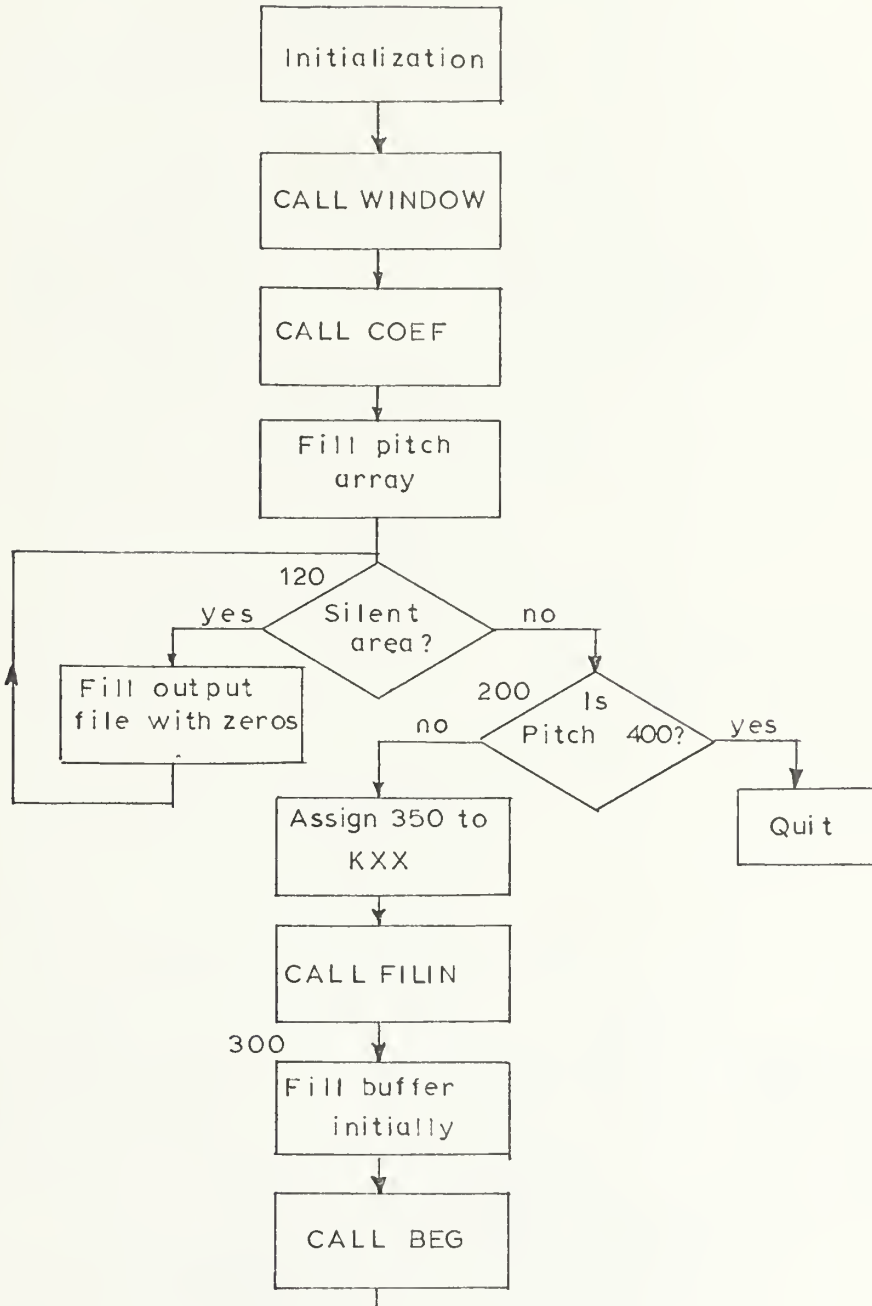 Initialization
CALL WINDOW
CALL COEF
Fill pitch
array
120
yes
Silent
area?
no
Fill output
file with zeros
200
Is
Pitch 400?
no
yes
Assign 350 to
KXX
Quit
CALL FILIN
300
Fill buffer
initially
CALL BEG